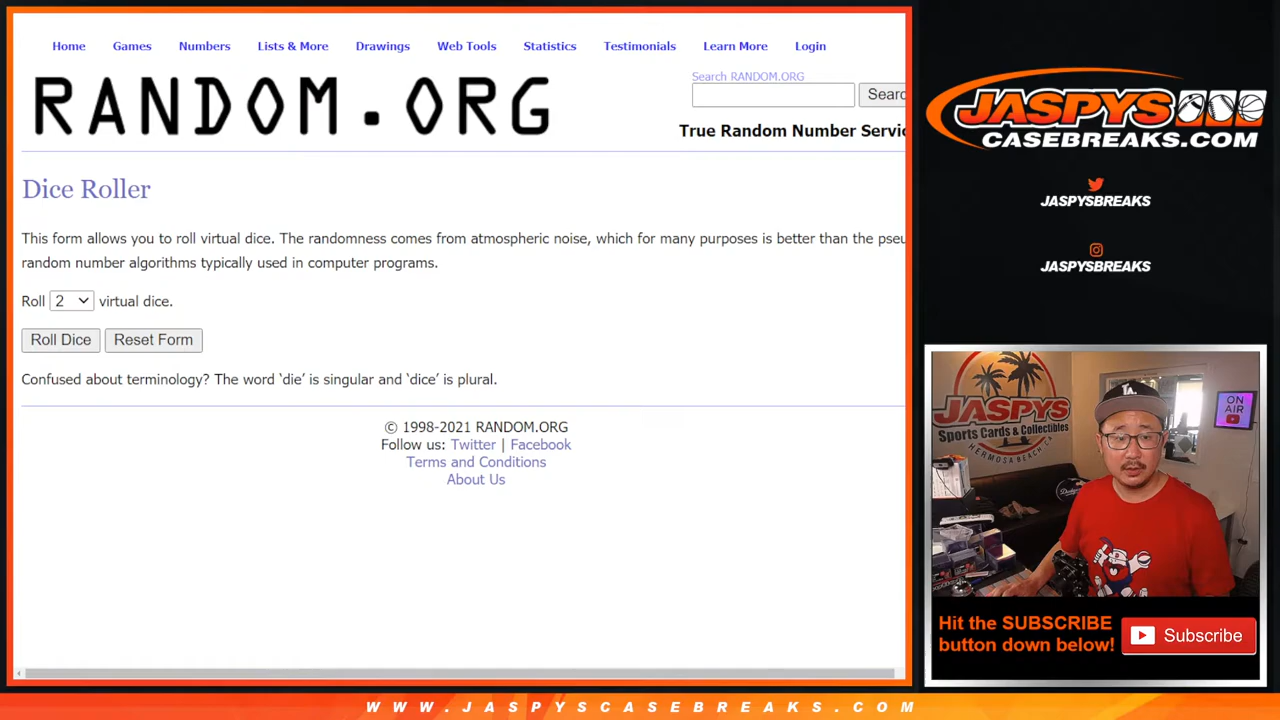 Home Games Numbers Lists & More Drawings Web Tools Statistics Testimonials Learn More Login
RANDOM.ORG
Search RANDOM.ORG
Searc
True Random Number Servic
Dice Roller
This form allows you to roll virtual dice. The randomness comes from atmospheric noise, which for many purposes is better than the pseu
random number algorithms typically used in computer programs.
Roll 2 virtual dice.
Roll Dice Reset Form
Confused about terminology? The word ‘die’ is singular and ‘dice’ is plural.
© 1998-2021 RANDOM.ORG
Follow us: Twitter | Facebook
Terms and Conditions
About Us
JASPYS
CASEBREAKS.COM
JASPYSBREAKS
JASPYSBREAKS
JASPYS
Sports Cards & Collectibles
HERMOSA BEACH, CA
LA
ON
AIR
Dodgers
Hit the SUBSCRIBE
button down below!
Subscribe
WWW.JASPYSCASEBREAKS.COM